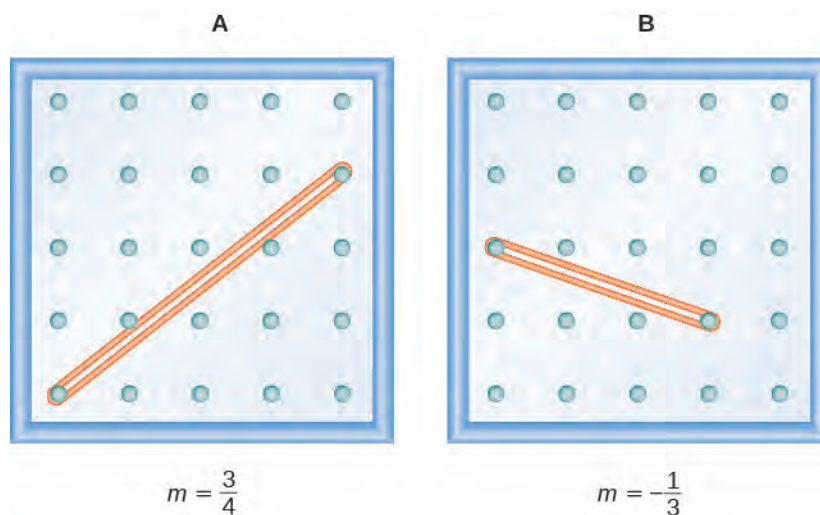 A
B
m = 3/4
m = -1/3